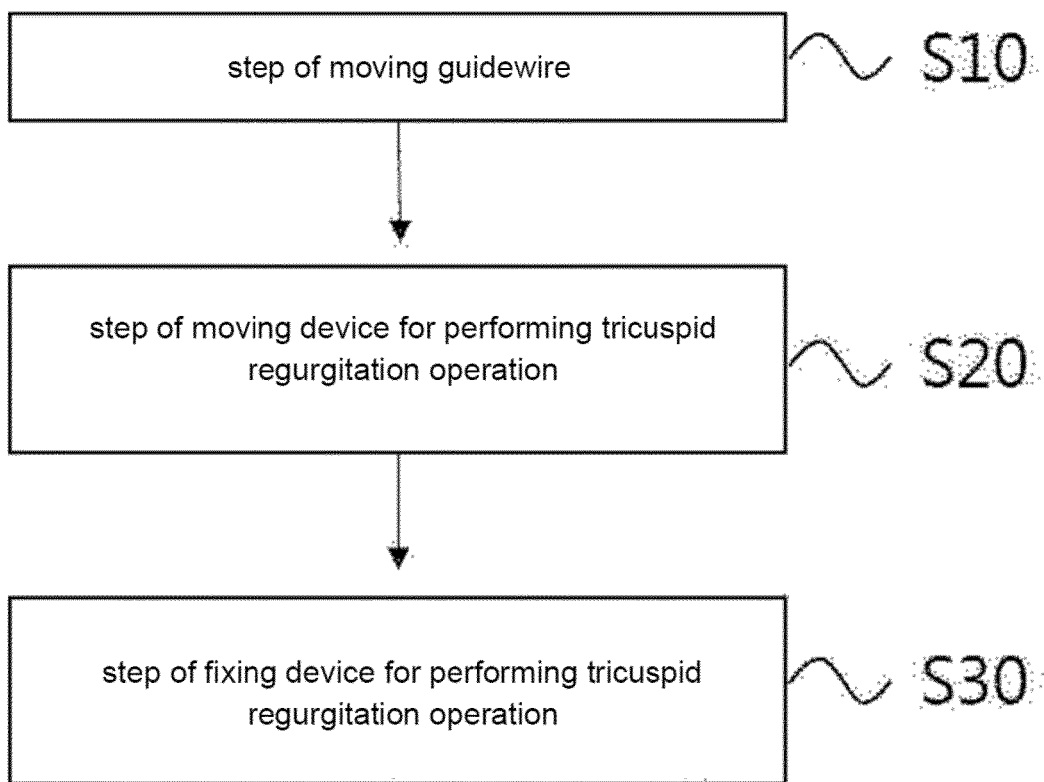 step of moving guidewire
S10
step of moving device for performing tricuspid
regurgitation operation
S20
step of fixing device for performing tricuspid
regurgitation operation
S30